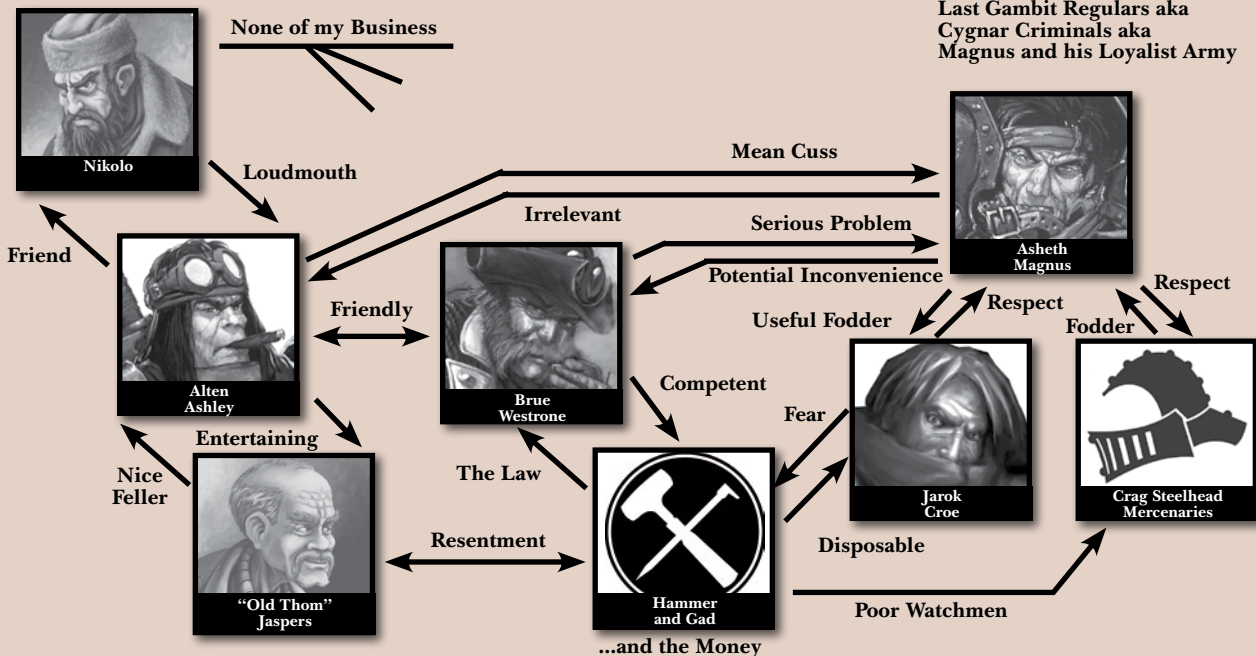 None of my Business
Last Gambit Regulars aka
Cygnar Criminals aka
Magnus and his Loyalist Army
Nikolo
Loudmouth
Mean Cuss
Irrelevant
Serious Problem
Asheth
Magnus
Friend
Potential Inconvenience
Friendly
Respect
Respect
Useful Fodder
Fodder
Alten
Ashley
Brue
Westrone
Competent
Fear
Entertaining
Nice
Feller
The Law
Jarok
Croe
Crag Steelhead
Mercenaries
Resentment
Disposable
"Old Thom"
Jaspers
Hammer
and Gad
Poor Watchmen
...and the Money